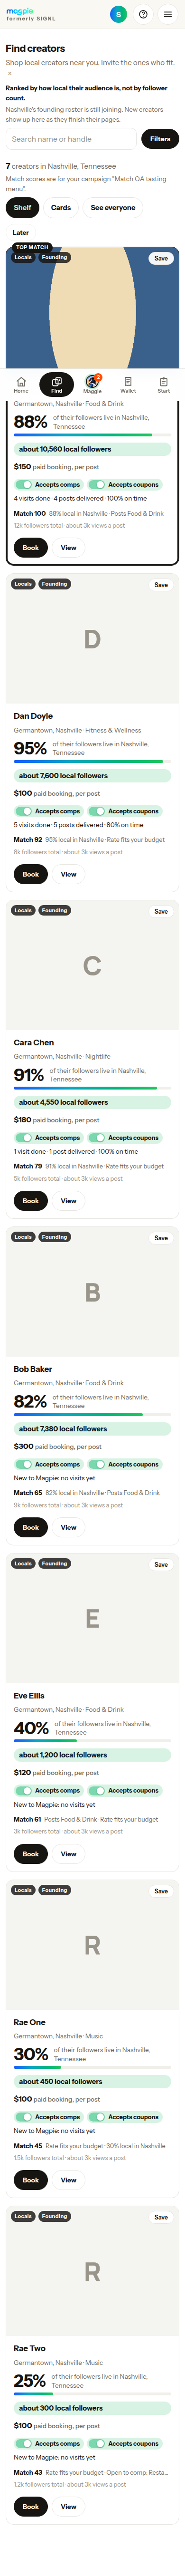 magpie
formerly SIGNL
S
Find creators
Shop local creators near you. Invite the ones who fit.
×
Ranked by how local their audience is, not by follower
count.
Nashville's founding roster is still joining. New creators
show up here as they finish their pages.
Search name or handle
Filters
7 creators in Nashville, Tennessee
Match scores are for your campaign "Match QA tasting
menu".
Shelf
Cards
See everyone
Later
TOP MATCH
Locals
Founding
Save
Home
Find
Maggie
Wallet
Start
Germantown, Nashville · Food & Drink
88% of their followers live in Nashville,
Tennessee
about 10,560 local followers
$150 paid booking, per post
Accepts comps
Accepts coupons
4 visits done · 4 posts delivered · 100% on time
Match 100 88% local in Nashville · Posts Food & Drink
12k followers total · about 3k views a post
Book
View
Locals
Founding
Save
D
Dan Doyle
Germantown, Nashville · Fitness & Wellness
95% of their followers live in Nashville,
Tennessee
about 7,600 local followers
$100 paid booking, per post
Accepts comps
Accepts coupons
5 visits done · 5 posts delivered · 80% on time
Match 92 95% local in Nashville · Rate fits your budget
8k followers total · about 3k views a post
Book
View
Locals
Founding
Save
C
Cara Chen
Germantown, Nashville · Nightlife
91% of their followers live in Nashville,
Tennessee
about 4,550 local followers
$180 paid booking, per post
Accepts comps
Accepts coupons
1 visit done · 1 post delivered · 100% on time
Match 79 91% local in Nashville · Rate fits your budget
5k followers total · about 3k views a post
Book
View
Locals
Founding
Save
B
Bob Baker
Germantown, Nashville · Food & Drink
82% of their followers live in Nashville,
Tennessee
about 7,380 local followers
$300 paid booking, per post
Accepts comps
Accepts coupons
New to Magpie: no visits yet
Match 65 82% local in Nashville · Posts Food & Drink
9k followers total · about 3k views a post
Book
View
Locals
Founding
Save
E
Eve Ellis
Germantown, Nashville · Food & Drink
40% of their followers live in Nashville,
Tennessee
about 1,200 local followers
$120 paid booking, per post
Accepts comps
Accepts coupons
New to Magpie: no visits yet
Match 61 Posts Food & Drink · Rate fits your budget
3k followers total · about 3k views a post
Book
View
Locals
Founding
Save
R
Rae One
Germantown, Nashville · Music
30% of their followers live in Nashville,
Tennessee
about 450 local followers
$100 paid booking, per post
Accepts comps
Accepts coupons
New to Magpie: no visits yet
Match 45 Rate fits your budget · 30% local in Nashville
1.5k followers total · about 3k views a post
Book
View
Locals
Founding
Save
R
Rae Two
Germantown, Nashville · Music
25% of their followers live in Nashville,
Tennessee
about 300 local followers
$100 paid booking, per post
Accepts comps
Accepts coupons
New to Magpie: no visits yet
Match 43 Rate fits your budget · Open to comp: Resta...
1.2k followers total · about 3k views a post
Book
View